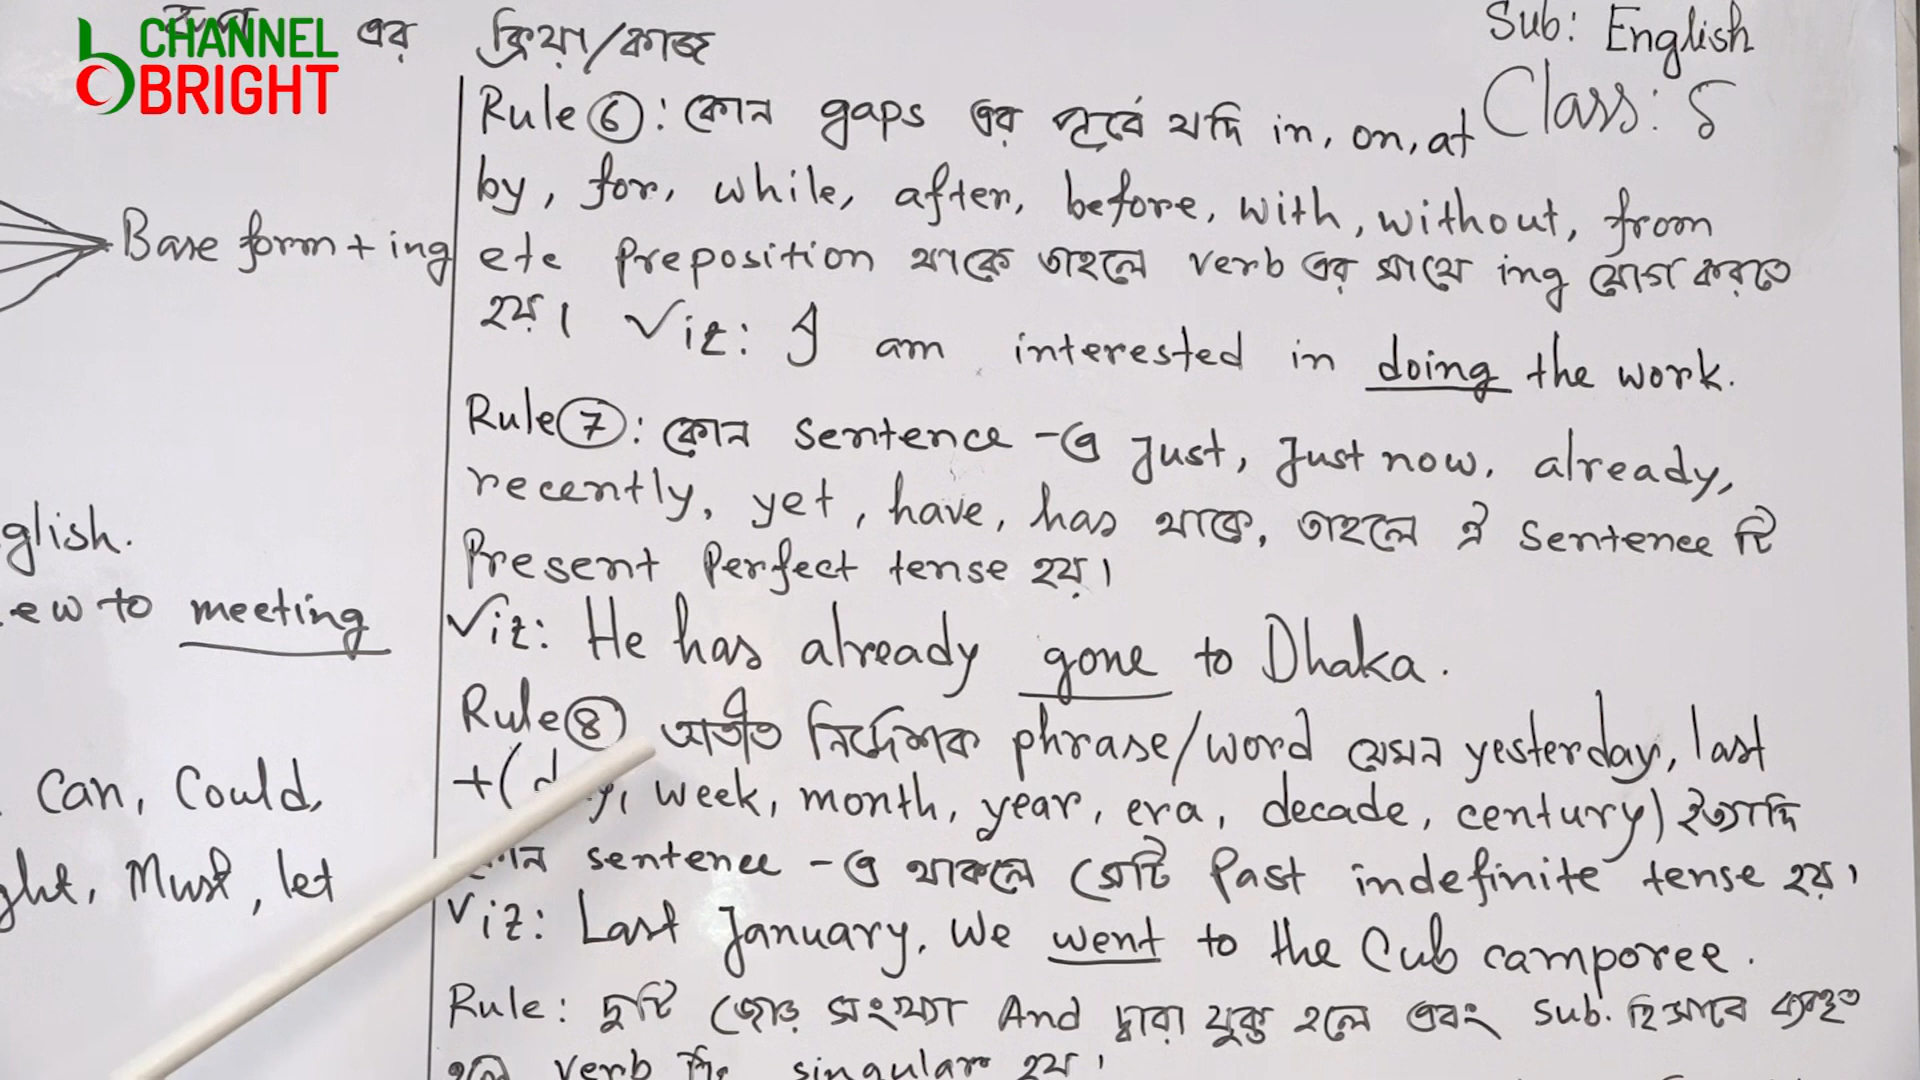 CHANNEL
BRIGHT
এর ক্রিয়া/কাজ
Sub: English
Class: 8
Base form + ing
glish.
ew to meeting
Can, Could,
ght, Must, let
Rule 6: কোন gaps এর পূর্বে যদি in, on, at
by, for, while, after, before, with, without, from
etc preposition থাকে তাহলে verb এর সাথে ing যোগ করতে
হয়। Viz: I am interested in doing the work.
Rule 7: কোন sentence -এ Just, Just now, already,
recently, yet, have, has থাকে, তাহলে ঐ Sentence টি
Present Perfect tense হয়।
Viz: He has already gone to Dhaka.
Rule 8 অতীত নির্দেশক phrase/word যেমন yesterday, last
+( week, month, year, era, decade, century) ইত্যাদি
sentence -এ থাকলে সেটি Past indefinite tense হয়।
Viz: Last January, We went to the Cub camporee.
Rule: দুটি জোড় সংখ্যা And দ্বারা যুক্ত হলে এবং Sub. হিসাবে ব্যবহৃত
verb singular হয়।